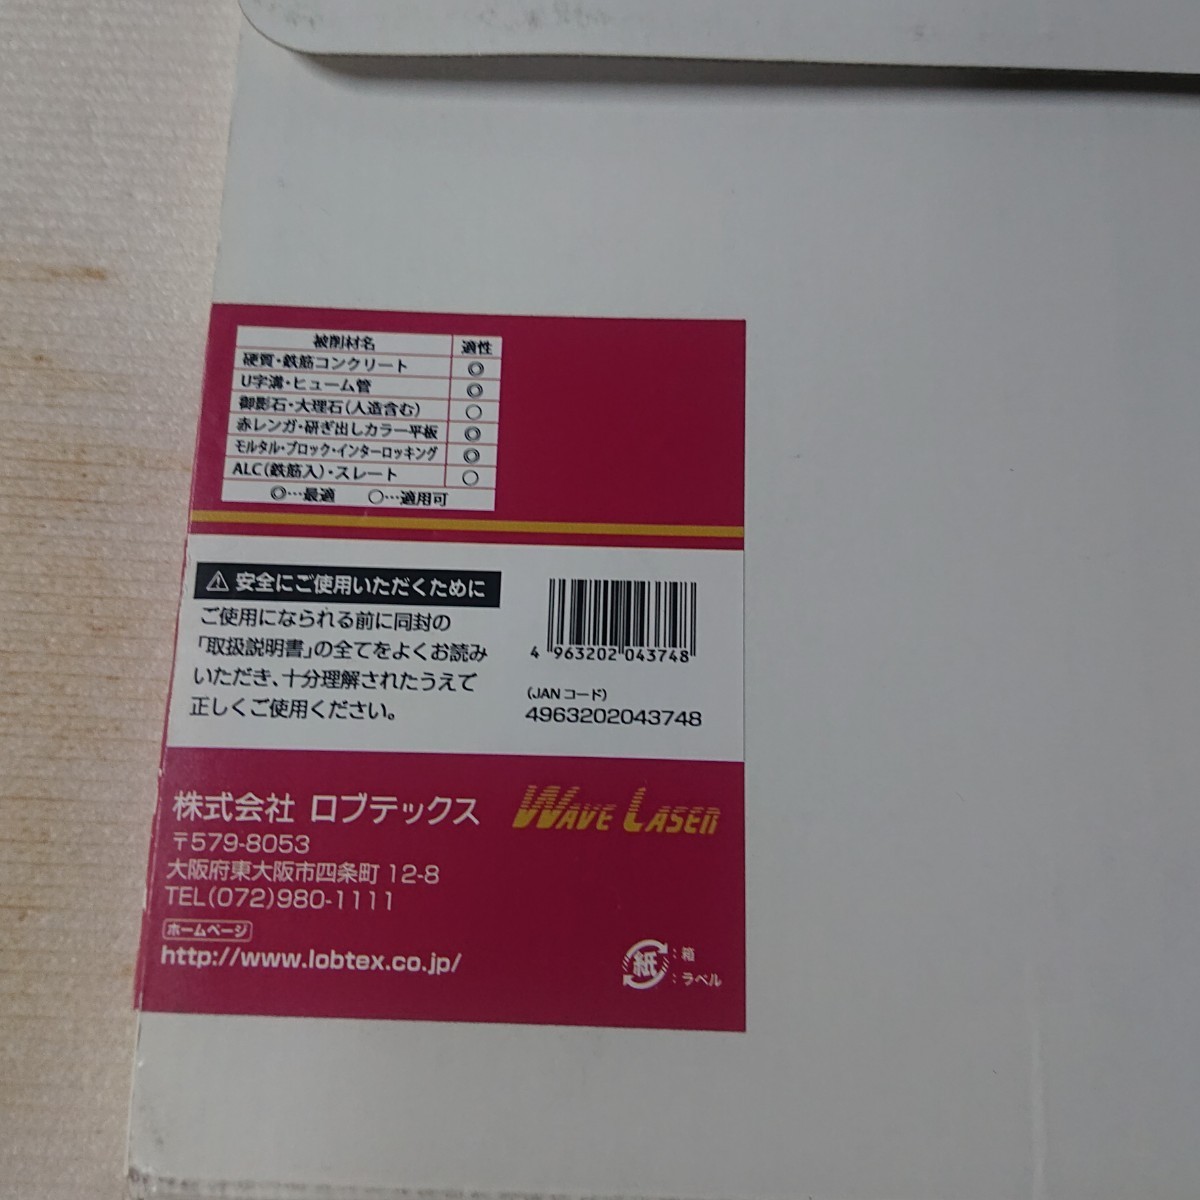 被削材名 適性
硬質・鉄筋コンクリート ◎
U字溝・ヒューム管 ◎
御影石・大理石(人造含む) ○
赤レンガ・研ぎ出しカラー平板 ◎
モルタル・ブロック・インターロッキング ◎
ALC(鉄筋入)・スレート ○
◎…最適 ○…適用可
⚠ 安全にご使用いただくために
ご使用になられる前に同封の
「取扱説明書」の全てをよくお読み
いただき、十分理解されたうえで
正しくご使用ください。
4 963202 043748
(JANコード)
4963202043748
株式会社 ロブテックス
WAVE LASER
〒579-8053
大阪府東大阪市四条町 12-8
TEL(072)980-1111
ホームページ
http://www.lobtex.co.jp/
紙 :箱
:ラベル